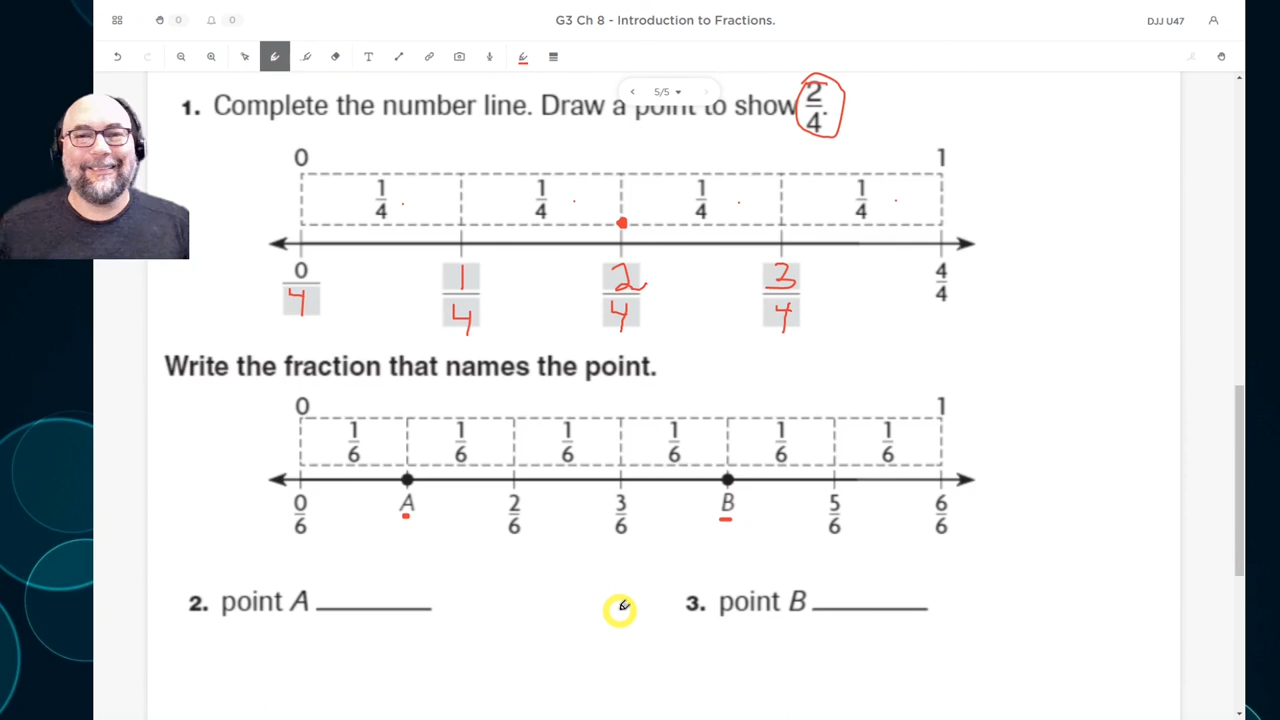 G3 Ch 8 - Introduction to Fractions.
DJJ U47
0
0
T
5/5
1. Complete the number line. Draw a point to show 2/4.
0 1
1/4 1/4 1/4 1/4
0/4 1/4 2/4 3/4 4/4
Write the fraction that names the point.
0 1
1/6 1/6 1/6 1/6 1/6 1/6
0/6 A 2/6 3/6 B 5/6 6/6
2. point A
3. point B